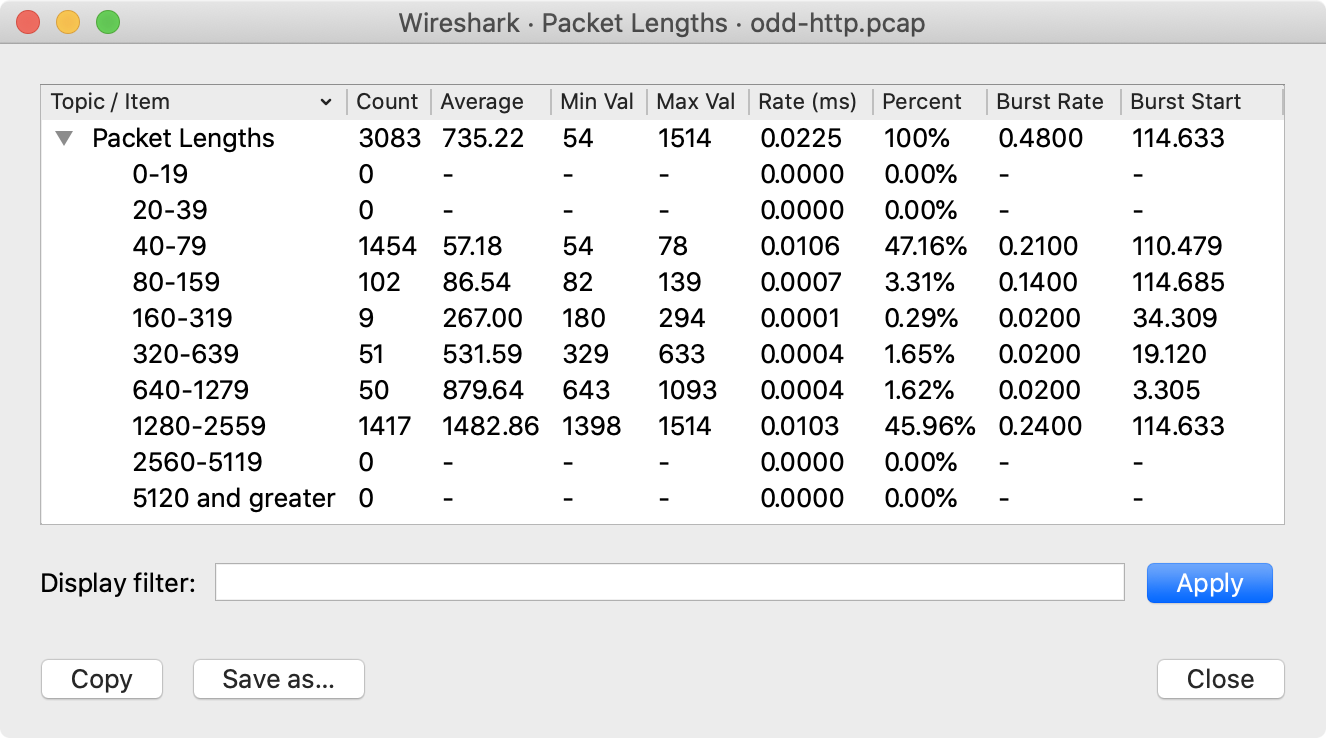 Wireshark · Packet Lengths · odd-http.pcap
Topic / Item Count Average Min Val Max Val Rate (ms) Percent Burst Rate Burst Start
Packet Lengths 3083 735.22 54 1514 0.0225 100% 0.4800 114.633
0-19 0 - - - 0.0000 0.00% - -
20-39 0 - - - 0.0000 0.00% - -
40-79 1454 57.18 54 78 0.0106 47.16% 0.2100 110.479
80-159 102 86.54 82 139 0.0007 3.31% 0.1400 114.685
160-319 9 267.00 180 294 0.0001 0.29% 0.0200 34.309
320-639 51 531.59 329 633 0.0004 1.65% 0.0200 19.120
640-1279 50 879.64 643 1093 0.0004 1.62% 0.0200 3.305
1280-2559 1417 1482.86 1398 1514 0.0103 45.96% 0.2400 114.633
2560-5119 0 - - - 0.0000 0.00% - -
5120 and greater 0 - - - 0.0000 0.00% - -
Display filter: Apply
Copy Save as... Close